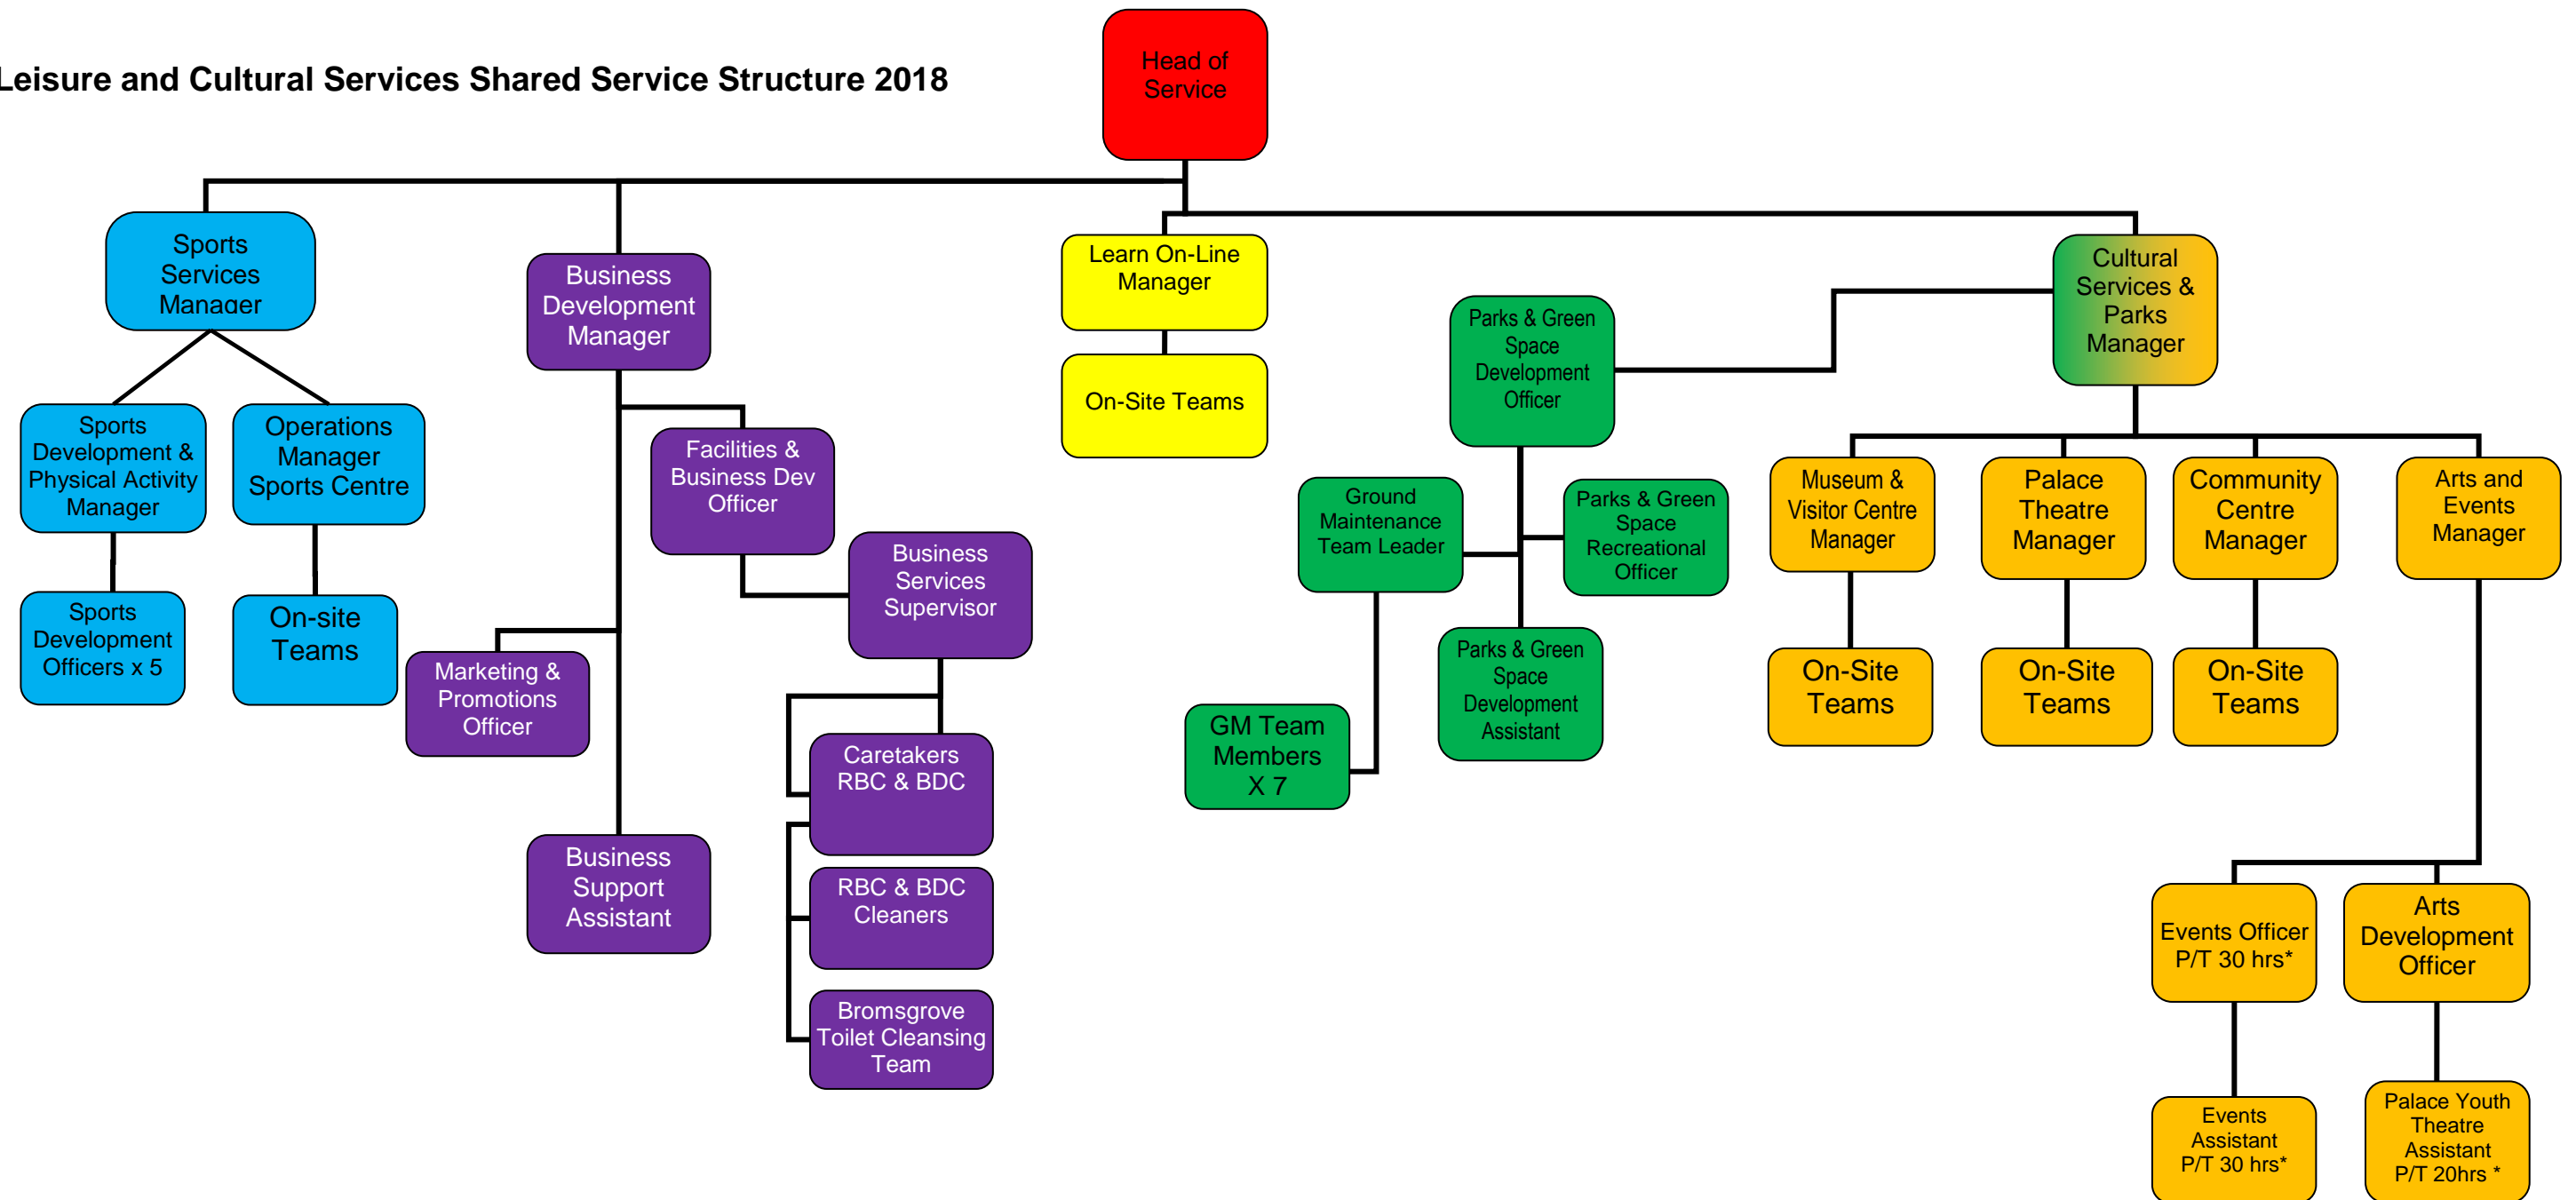 Leisure and Cultural Services Shared Service Structure 2018
Head of
Service
Sports
Services
Manager
Business
Development
Manager
Learn On-Line
Manager
Cultural
Services &
Parks
Manager
On-Site Teams
Parks & Green
Space
Development
Officer
Sports
Development &
Physical Activity
Manager
Operations
Manager
Sports Centre
Facilities &
Business Dev
Officer
Business
Services
Supervisor
Ground
Maintenance
Team Leader
Parks & Green
Space
Recreational
Officer
Museum &
Visitor Centre
Manager
Palace
Theatre
Manager
Community
Centre
Manager
Arts and
Events
Manager
Sports
Development
Officers x 5
On-site
Teams
Marketing &
Promotions
Officer
Parks & Green
Space
Development
Assistant
On-Site
Teams
On-Site
Teams
On-Site
Teams
GM Team
Members
X 7
Caretakers
RBC & BDC
Business
Support
Assistant
RBC & BDC
Cleaners
Bromsgrove
Toilet Cleansing
Team
Events Officer
P/T 30 hrs*
Arts
Development
Officer
Events
Assistant
P/T 30 hrs*
Palace Youth
Theatre
Assistant
P/T 20hrs *